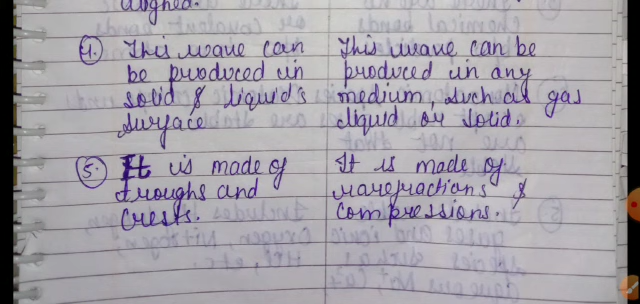 aligned.
4. This wave can
be produced in
solid & liquid's
surface
This wave can be
produced in any
medium, such as gas
liquid or solid.
5. It is made of
troughs and
crests.
It is made of
rarefractions &
compressions.